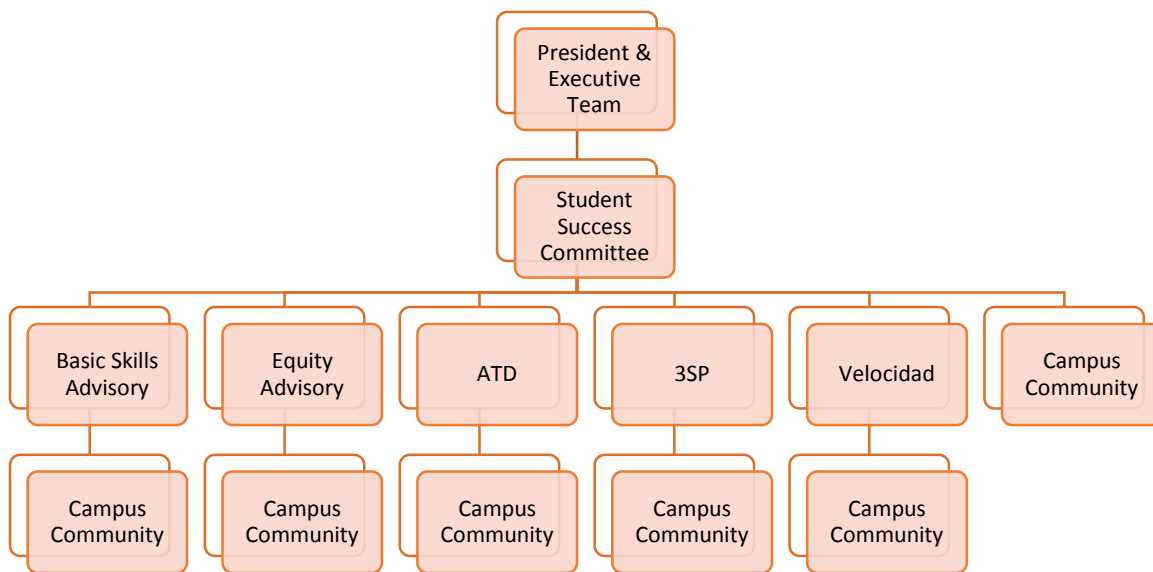 President &
Executive
Team
Student
Success
Committee
Basic Skills
Advisory
Equity
Advisory
ATD
3SP
Velocidad
Campus
Community
Campus
Community
Campus
Community
Campus
Community
Campus
Community
Campus
Community